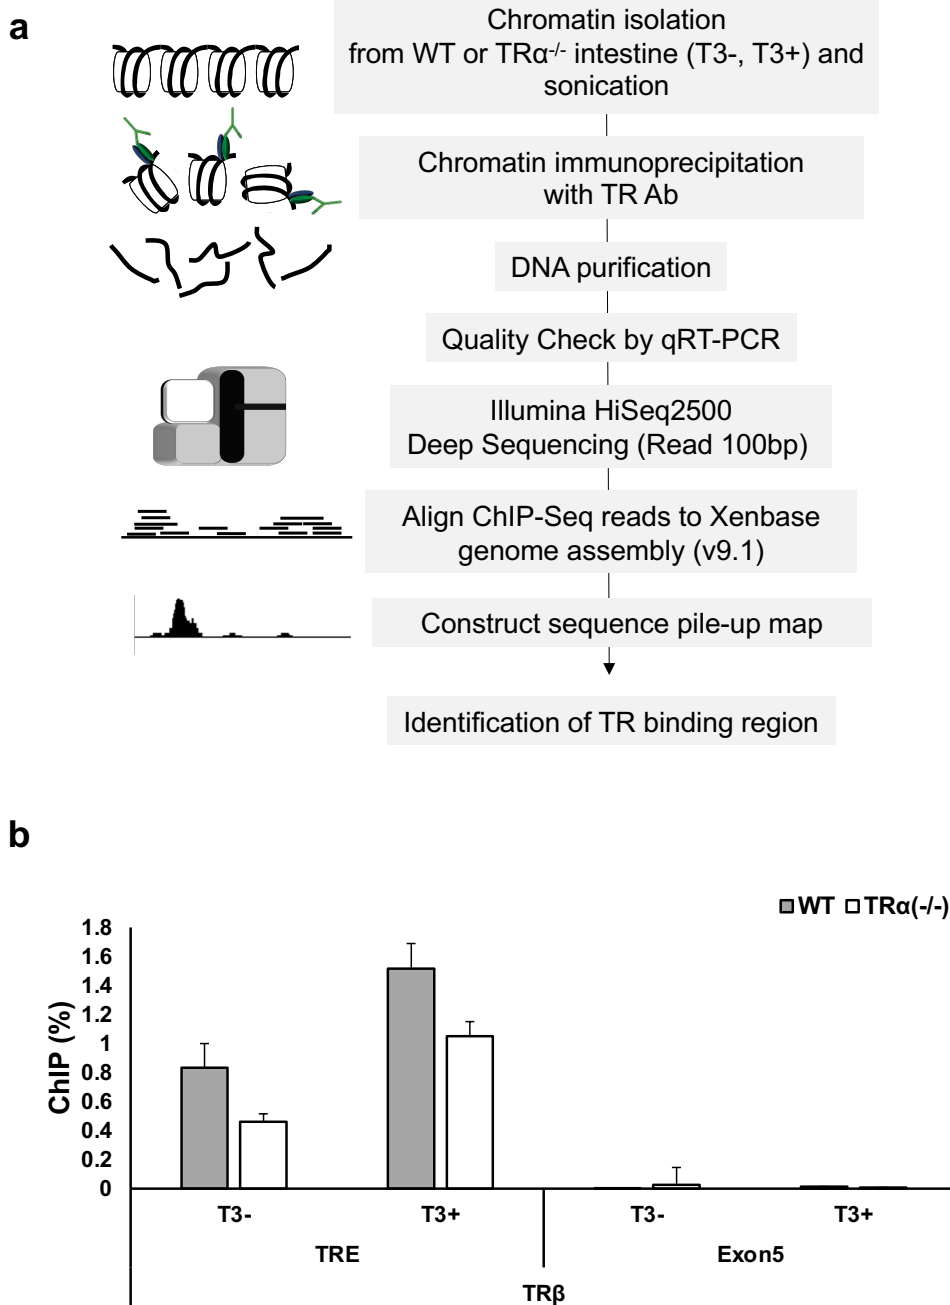 a
Chromatin isolation
from WT or TRα-/- intestine (T3-, T3+) and
sonication
Chromatin immunoprecipitation
with TR Ab
DNA purification
Quality Check by qRT-PCR
Illumina HiSeq2500
Deep Sequencing (Read 100bp)
Align ChIP-Seq reads to Xenbase
genome assembly (v9.1)
Construct sequence pile-up map
Identification of TR binding region
b
WT TRα(-/-)
ChIP (%)
1.8
1.6
1.4
1.2
1
0.8
0.6
0.4
0.2
0
T3- T3+ T3- T3+
TRE Exon5
TRβ